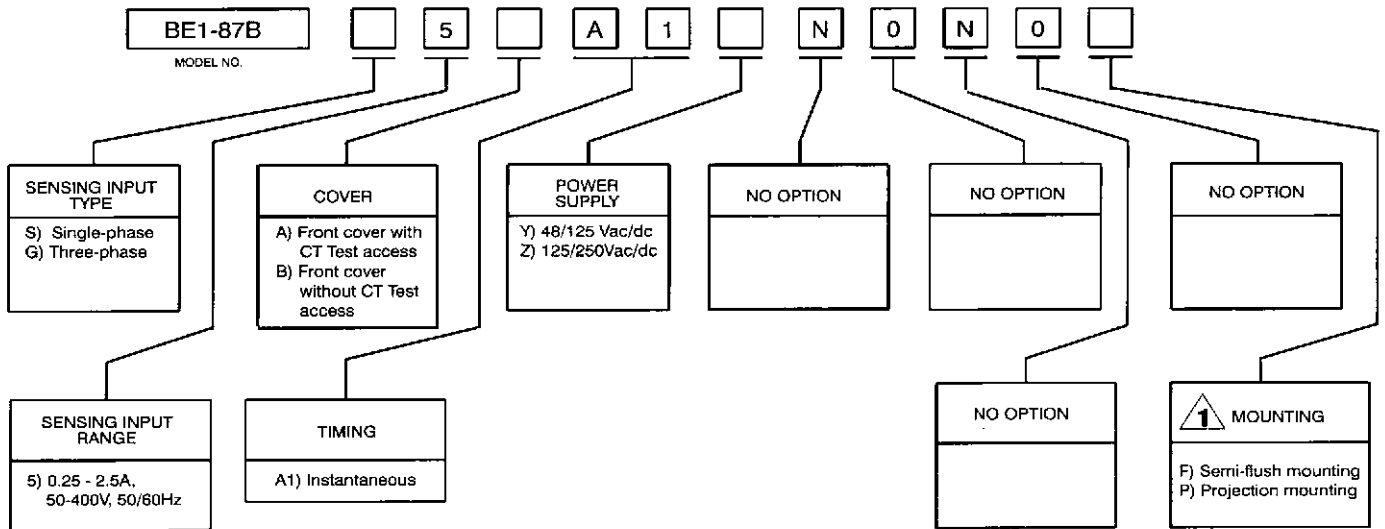 BE1-87B 5 A 1 N 0 N 0
MODEL NO.
SENSING INPUT
TYPE
S) Single-phase
G) Three-phase
COVER
A) Front cover with
CT Test access
B) Front cover
without CT Test
access
POWER
SUPPLY
Y) 48/125 Vac/dc
Z) 125/250Vac/dc
NO OPTION
NO OPTION
NO OPTION
SENSING INPUT
RANGE
5) 0.25 - 2.5A,
50-400V, 50/60Hz
TIMING
A1) Instantaneous
NO OPTION
1 MOUNTING
F) Semi-flush mounting
P) Projection mounting